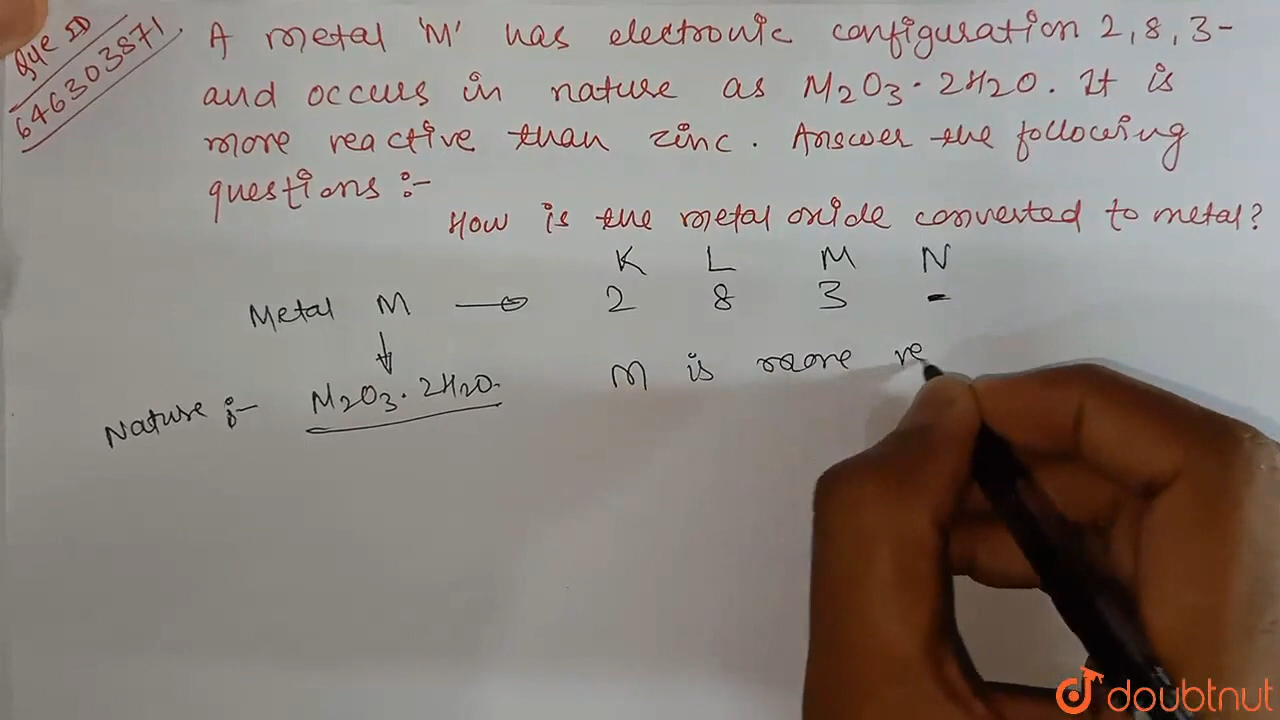 Que ID
646303871
A metal 'M' has electronic configuration 2,8,3-
and occurs in nature as M2O3·2H2O. It is
more reactive than zinc. Answer the following
questions :-
How is the metal oxide converted to metal?
K L M N
Metal M → 2 8 3 -
M is more re
Nature :- M2O3·2H2O.
doubtnut